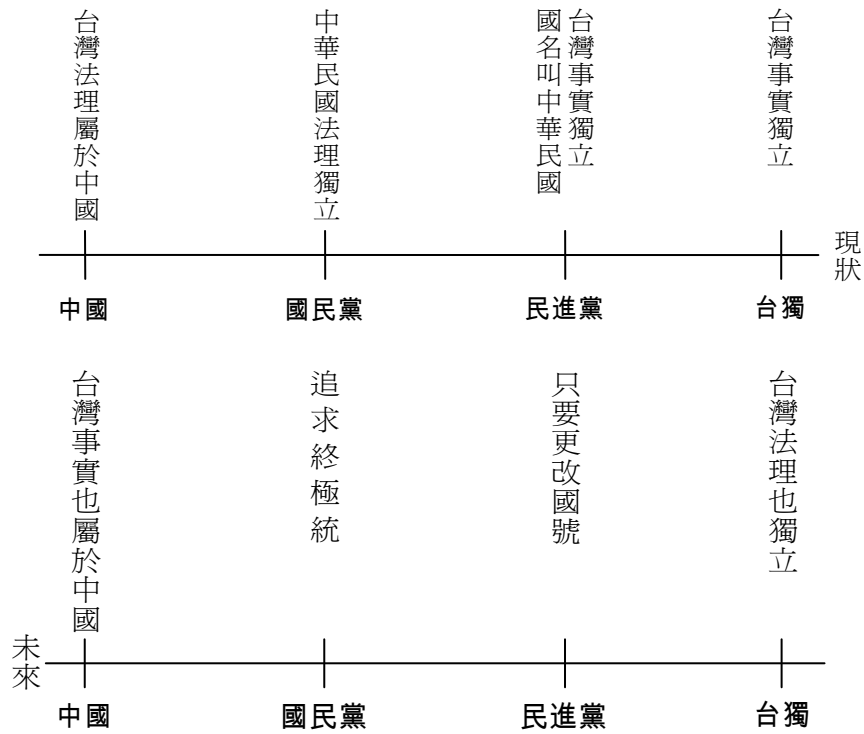 台灣法理屬於中國
中華民國法理獨立
台灣事實獨立
國名叫中華民國
台灣事實獨立
現狀
中國
國民黨
民進黨
台獨
台灣事實也屬於中國
追求終極統
只要更改國號
台灣法理也獨立
未來
中國
國民黨
民進黨
台獨